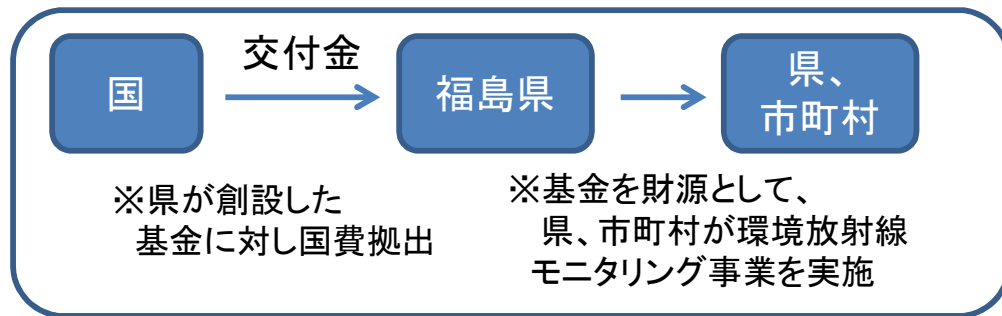 交付金
国
福島県
県、
市町村
※県が創設した
基金に対し国費拠出
※基金を財源として、
県、市町村が環境放射線
モニタリング事業を実施